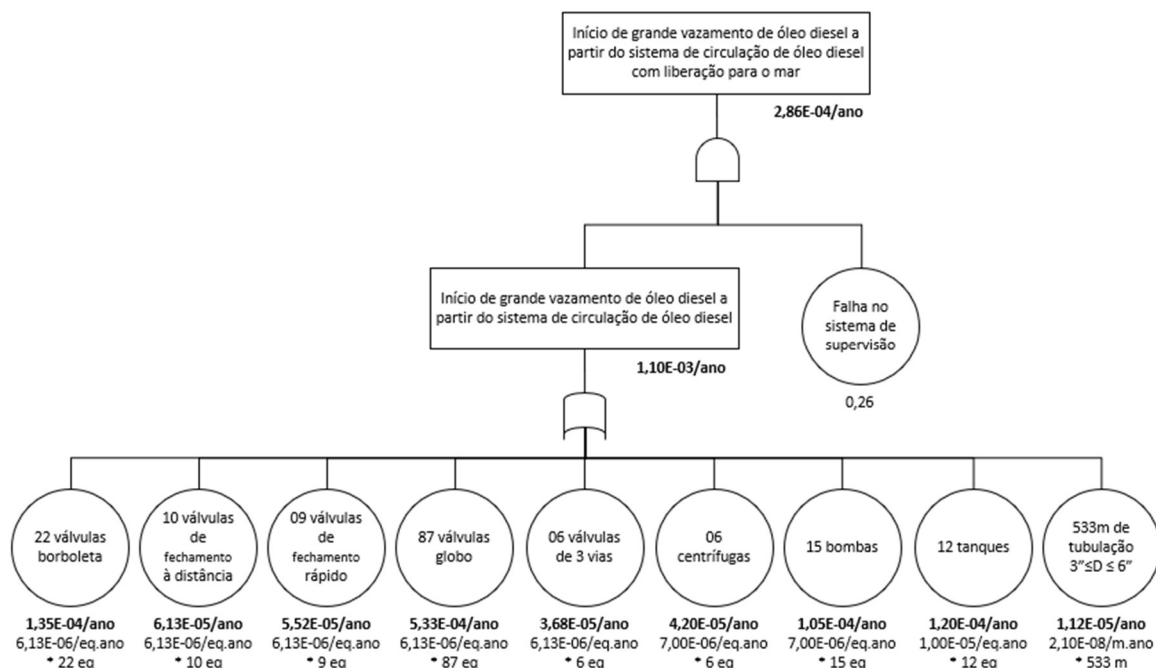 Início de grande vazamento de óleo diesel a
partir do sistema de circulação de óleo diesel
com liberação para o mar
2,86E-04/ano
Início de grande vazamento de óleo diesel a
partir do sistema de circulação de óleo diesel
1,10E-03/ano
Falha no
sistema de
supervisão
0,26
22 válvulas
borboleta
1,35E-04/ano
6,13E-06/eq.ano
* 22 eq
10 válvulas
de
fechamento
à distância
6,13E-05/ano
6,13E-06/eq.ano
* 10 eq
09 válvulas
de
fechamento
rápido
5,52E-05/ano
6,13E-06/eq.ano
* 9 eq
87 válvulas
globo
5,33E-04/ano
6,13E-06/eq.ano
* 87 eq
06 válvulas
de 3 vias
3,68E-05/ano
6,13E-06/eq.ano
* 6 eq
06
centrífugas
4,20E-05/ano
7,00E-06/eq.ano
* 6 eq
15 bombas
1,05E-04/ano
7,00E-06/eq.ano
* 15 eq
12 tanques
1,20E-04/ano
1,00E-05/eq.ano
* 12 eq
533m de
tubulação
3”≤D ≤ 6”
1,12E-05/ano
2,10E-08/m.ano
* 533 m